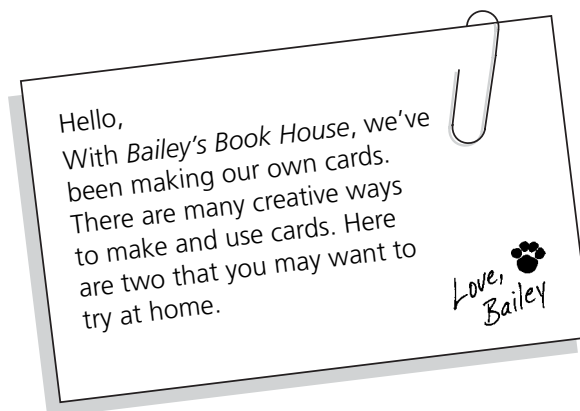 Hello,
With Bailey's Book House, we've
been making our own cards.
There are many creative ways
to make and use cards. Here
are two that you may want to
try at home.
Love,
Bailey